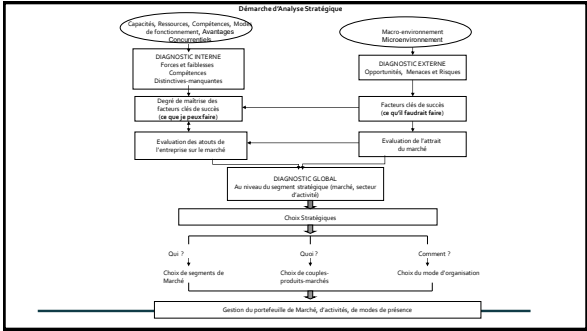 Démarche d'Analyse Stratégique
Capacités, Ressources, Compétences, Modes
de fonctionnement, Avantages
Concurrentiels
Macro-environnement
Microenvironnement
DIAGNOSTIC INTERNE
Forces et faiblesses
Compétences
Distinctives-manquantes
DIAGNOSTIC EXTERNE
Opportunités, Menaces et Risques
Degré de maîtrise des
facteurs clés de succès
(ce que je peux faire)
Facteurs clés de succès
(ce qu'il faudrait faire)
Evaluation des atouts de
l'entreprise sur le marché
Evaluation de l'attrait
du marché
DIAGNOSTIC GLOBAL
Au niveau du segment stratégique (marché, secteur
d'activité)
Choix Stratégiques
Qui ?
Quoi ?
Comment ?
Choix de segments de
Marché
Choix de couples-
produits-marchés
Choix du mode d'organisation
Gestion du portefeuille de Marché, d'activités, de modes de présence